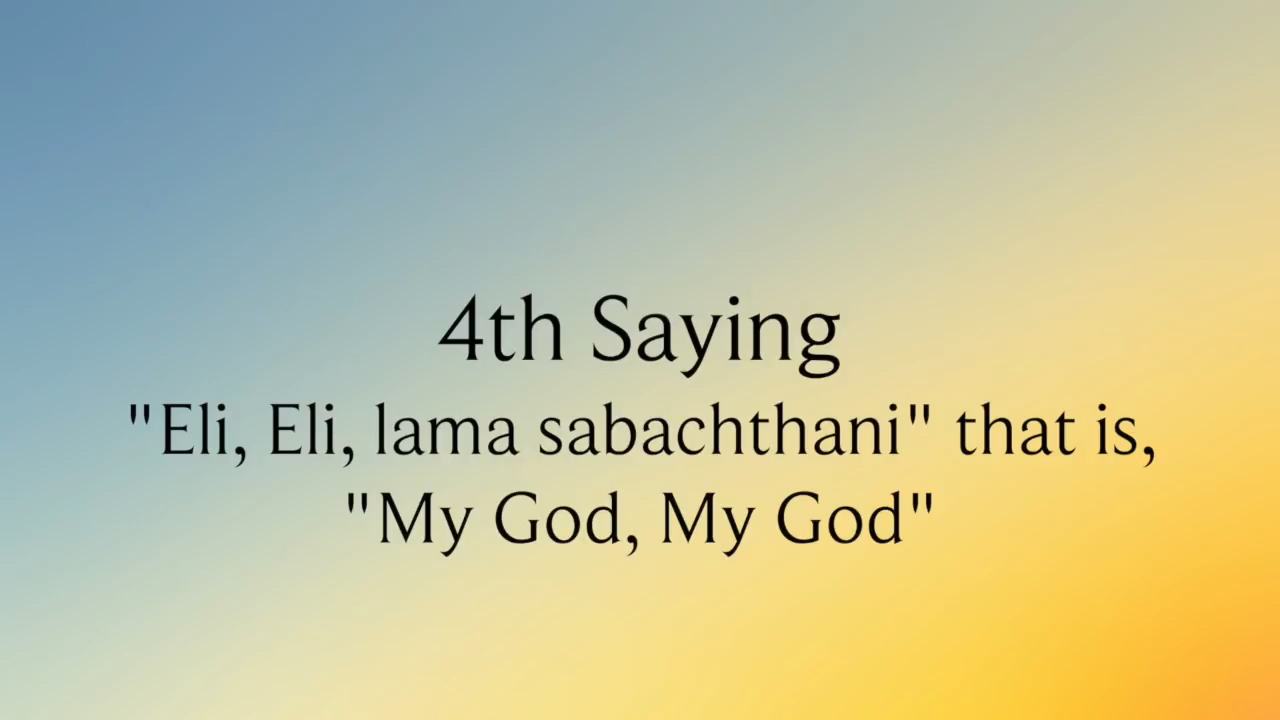 4th Saying
"Eli, Eli, lama sabachthani" that is,
"My God, My God"